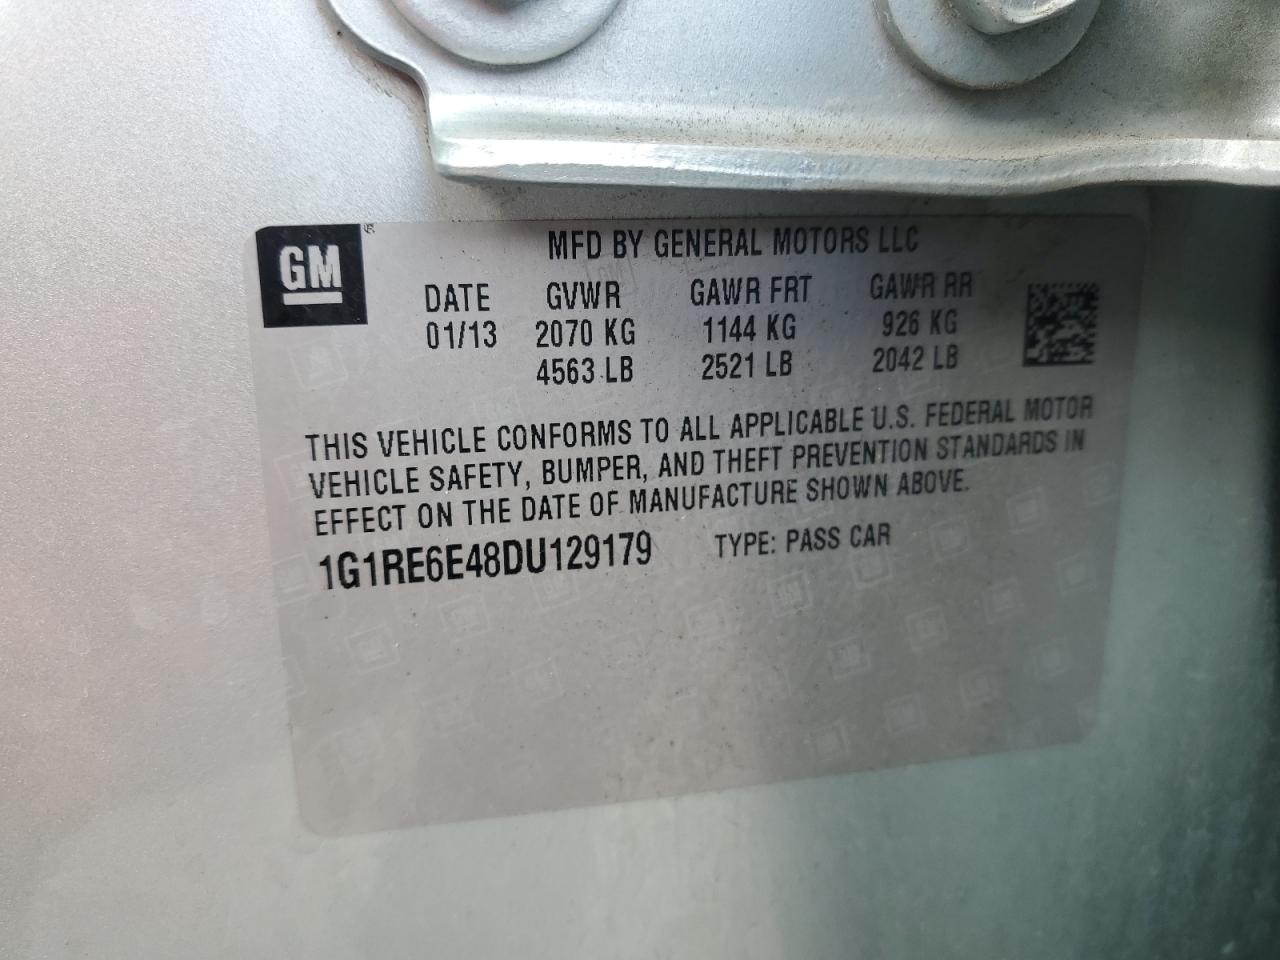 GM
MFD BY GENERAL MOTORS LLC
DATE GVWR GAWR FRT GAWR RR
01/13 2070 KG 1144 KG 926 KG
4563 LB 2521 LB 2042 LB
THIS VEHICLE CONFORMS TO ALL APPLICABLE U.S. FEDERAL MOTOR
VEHICLE SAFETY, BUMPER, AND THEFT PREVENTION STANDARDS IN
EFFECT ON THE DATE OF MANUFACTURE SHOWN ABOVE.
1G1RE6E48DU129179 TYPE: PASS CAR